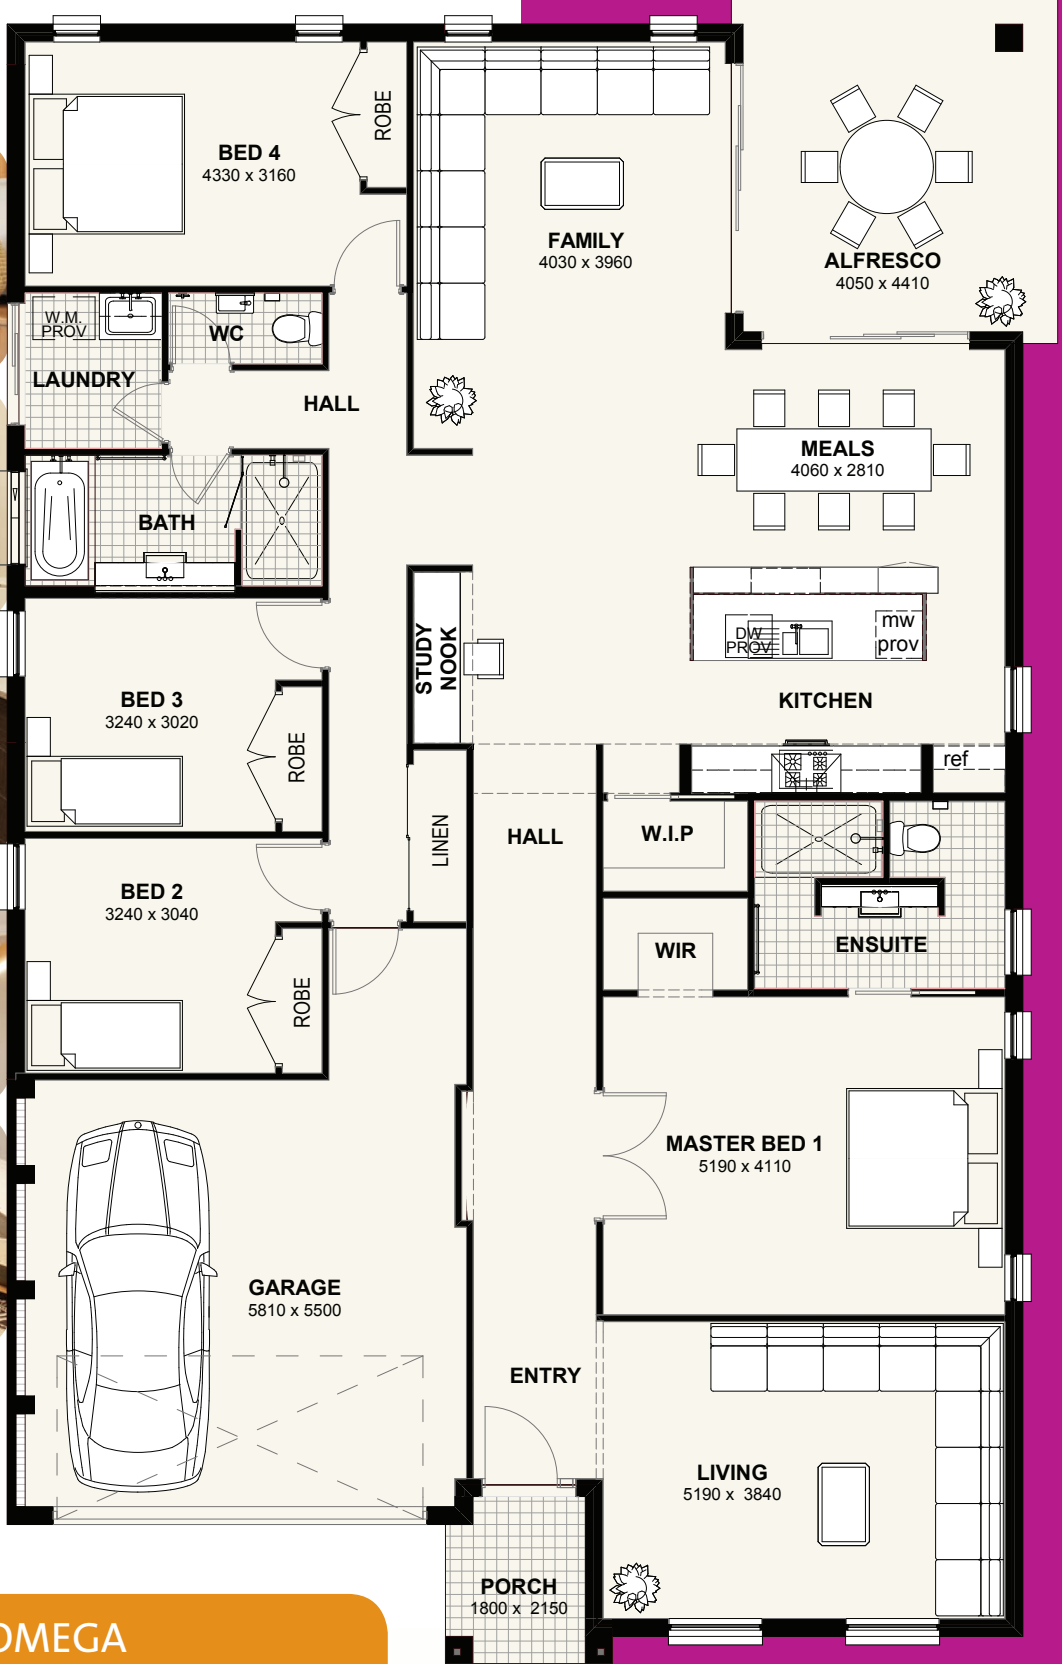 BED 4
4330 x 3160
ROBE
FAMILY
4030 x 3960
ALFRESCO
4050 x 4410
W.M.
PROV
WC
LAUNDRY
HALL
MEALS
4060 x 2810
BATH
STUDY
NOOK
DW
PROV
mw
prov
BED 3
3240 x 3020
ROBE
KITCHEN
ref
LINEN
HALL
W.I.P
BED 2
3240 x 3040
ROBE
WIR
ENSUITE
MASTER BED 1
5190 x 4110
GARAGE
5810 x 5500
ENTRY
LIVING
5190 x 3840
PORCH
1800 x 2150
OMEGA